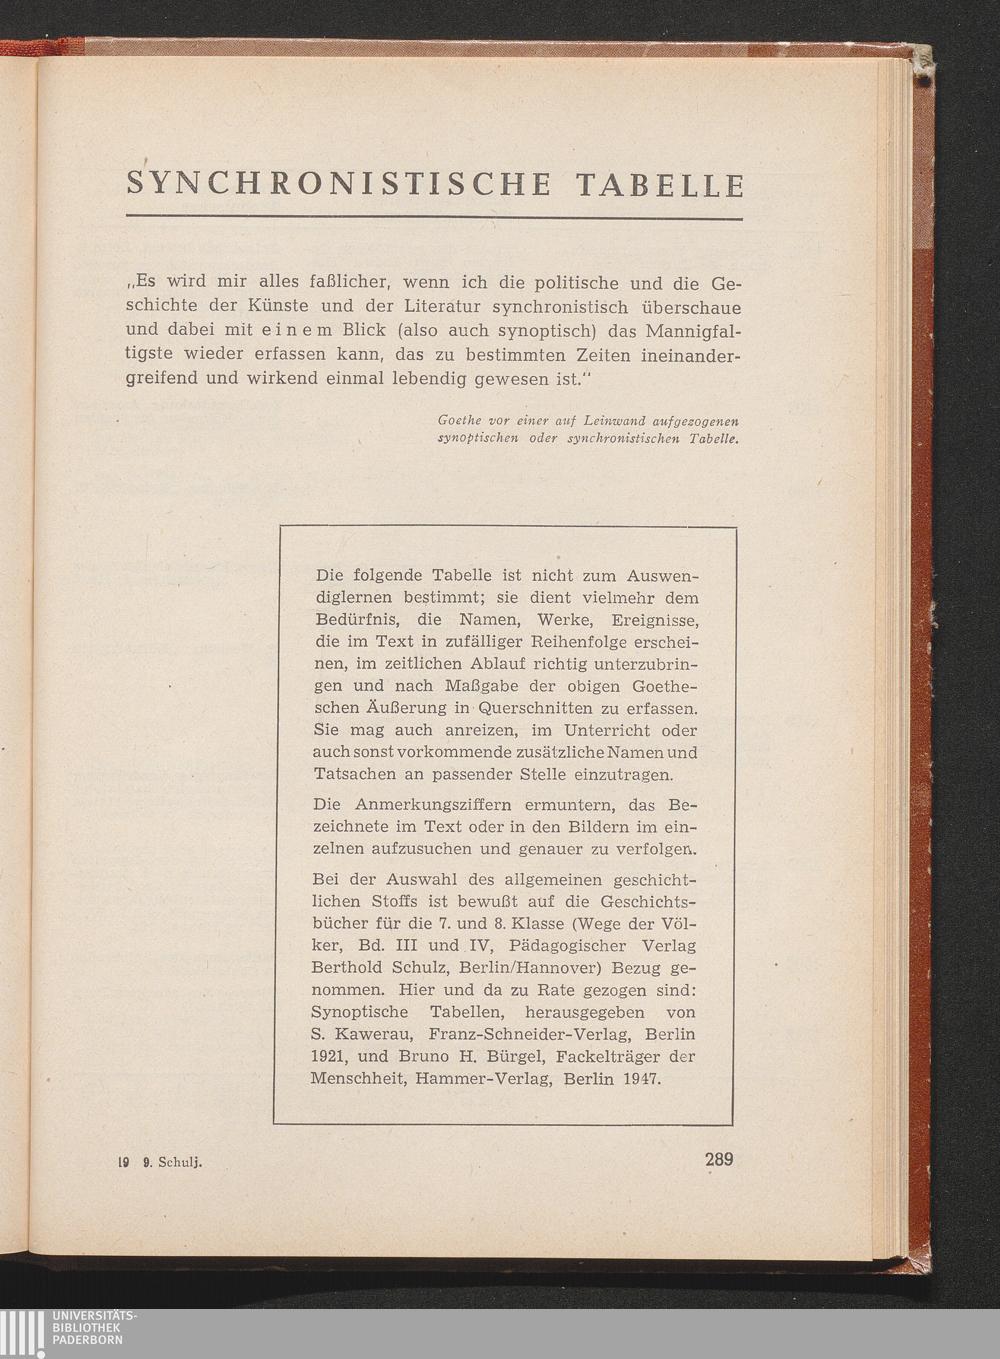 SYNCHRONISTISCHE TABELLE
„Es wird mir alles faßlicher, wenn ich die politische und die Ge-
schichte der Künste und der Literatur synchronistisch überschaue
und dabei mit einem Blick (also auch synoptisch) das Mannigfal-
tigste wieder erfassen kann, das zu bestimmten Zeiten ineinander-
greifend und wirkend einmal lebendig gewesen ist."
Goethe vor einer auf Leinwand aufgezogenen
synoptischen oder synchronistischen Tabelle.
Die folgende Tabelle ist nicht zum Auswen-
diglernen bestimmt; sie dient vielmehr dem
Bedürfnis, die Namen, Werke, Ereignisse,
die im Text in zufälliger Reihenfolge erschei-
nen, im zeitlichen Ablauf richtig unterzubrin-
gen und nach Maßgabe der obigen Goethe-
schen Äußerung in Querschnitten zu erfassen.
Sie mag auch anreizen, im Unterricht oder
auch sonst vorkommende zusätzliche Namen und
Tatsachen an passender Stelle einzutragen.
Die Anmerkungsziffern ermuntern, das Be-
zeichnete im Text oder in den Bildern im ein-
zelnen aufzusuchen und genauer zu verfolgen.
Bei der Auswahl des allgemeinen geschicht-
lichen Stoffs ist bewußt auf die Geschichts-
bücher für die 7. und 8. Klasse (Wege der Völ-
ker, Bd. III und IV, Pädagogischer Verlag
Berthold Schulz, Berlin/Hannover) Bezug ge-
nommen. Hier und da zu Rate gezogen sind:
Synoptische Tabellen, herausgegeben von
S. Kawerau, Franz-Schneider-Verlag, Berlin
1921, und Bruno H. Bürgel, Fackelträger der
Menschheit, Hammer-Verlag, Berlin 1947.
19 9. Schulj.
289
UNIVERSITÄTS-
BIBLIOTHEK
PADERBORN